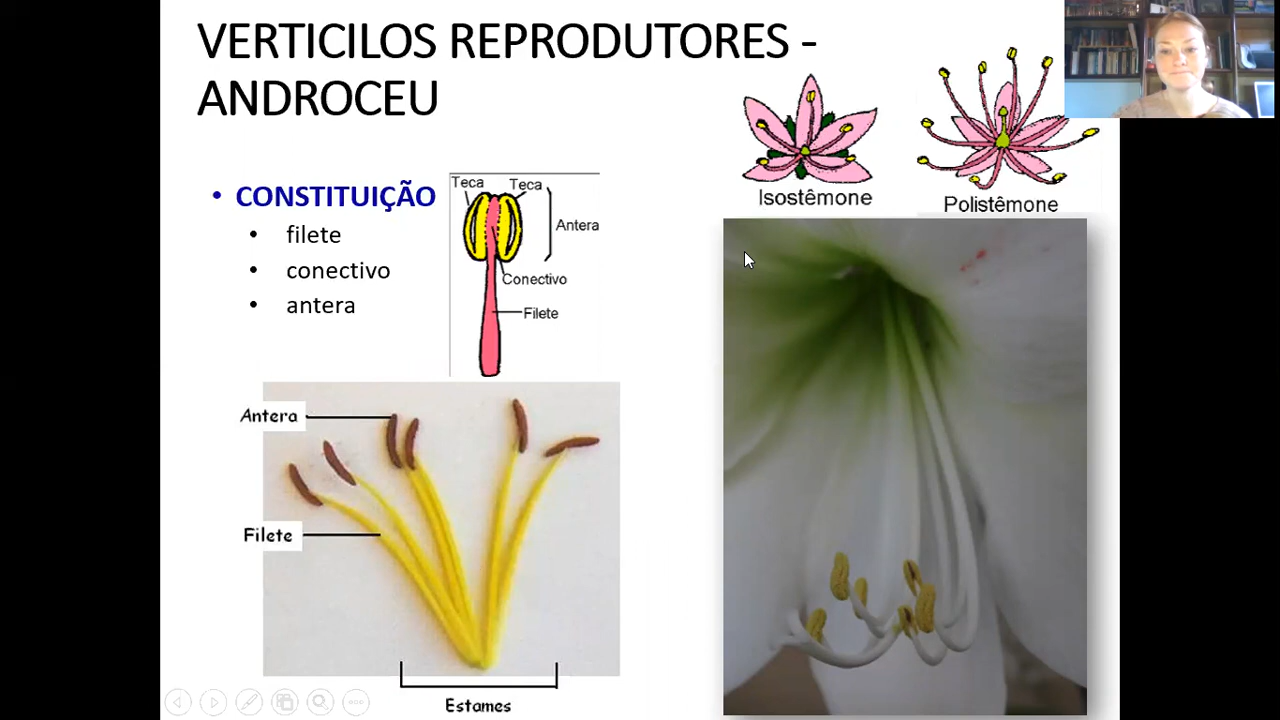 VERTICILOS REPRODUTORES -
ANDROCEU
• CONSTITUIÇÃO
• filete
• conectivo
• antera
Teca Teca
Antera
Conectivo
Filete
Isostêmone
Polistêmone
Antera
Filete
Estames